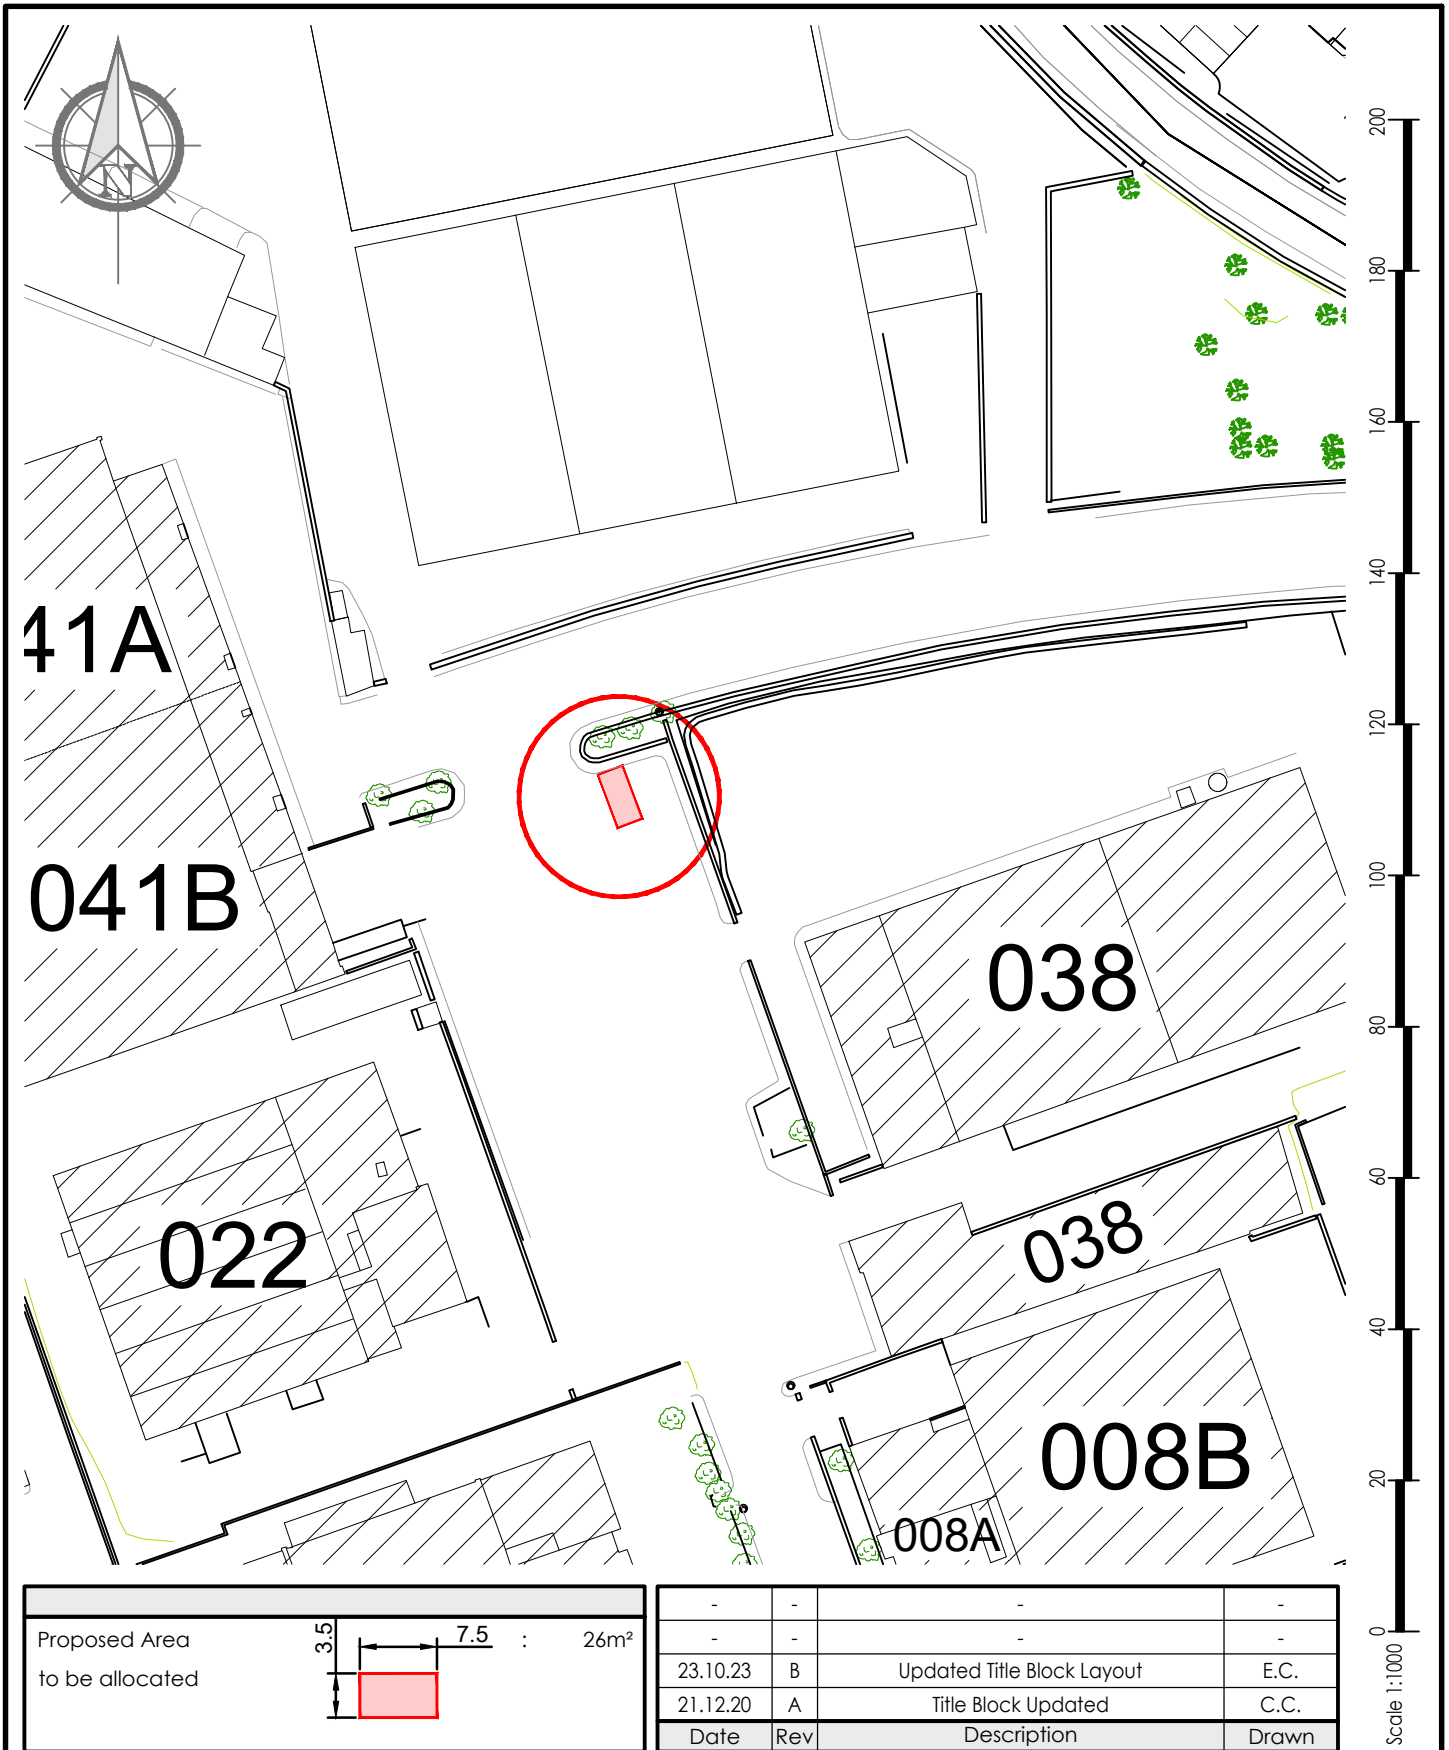 N
200
180
160
140
120
100
80
60
40
20
0
Scale 1:1000
41A
041B
038
038
022
008B
008A
Proposed Area
to be allocated
3.5
7.5 : 26m²
- - - -
- - - -
23.10.23 B Updated Title Block Layout E.C.
21.12.20 A Title Block Updated C.C.
Date Rev Description Drawn